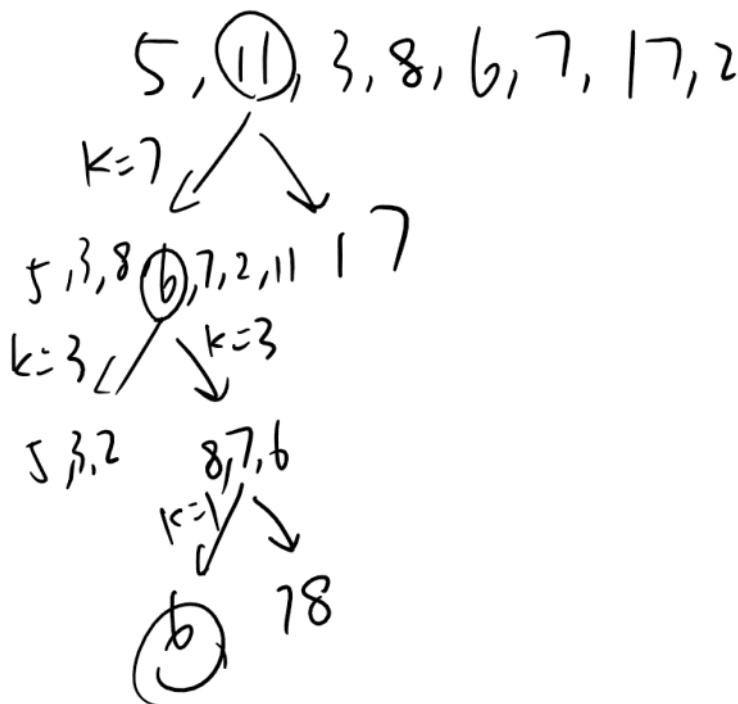 5, 11, 3, 8, 6, 7, 17, 2
k=7
5, 3, 8, 6, 7, 2, 11 17
k=3 k=3
5, 3, 2 8, 7, 6
k=1
6 78